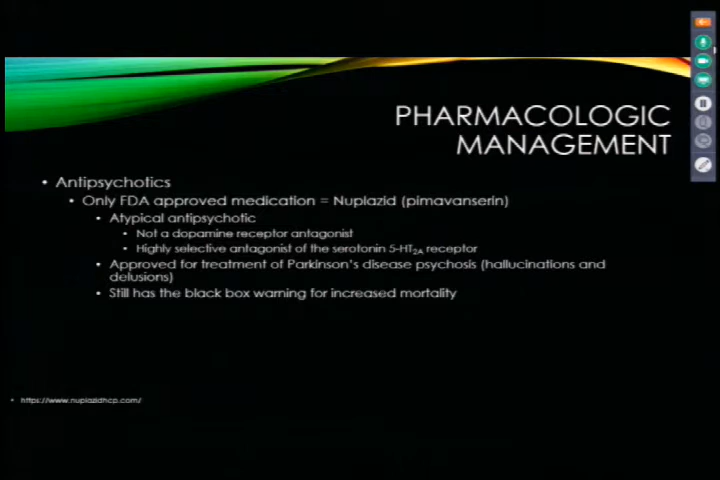 PHARMACOLOGIC
MANAGEMENT
• Antipsychotics
• Only FDA approved medication = Nuplazid (pimavanserin)
• Atypical antipsychotic
• Not a dopamine receptor antagonist
• Highly selective antagonist of the serotonin 5-HT2A receptor
• Approved for treatment of Parkinson's disease psychosis (hallucinations and
delusions)
• Still has the black box warning for increased mortality
• https://www.nuplazidhcp.com/